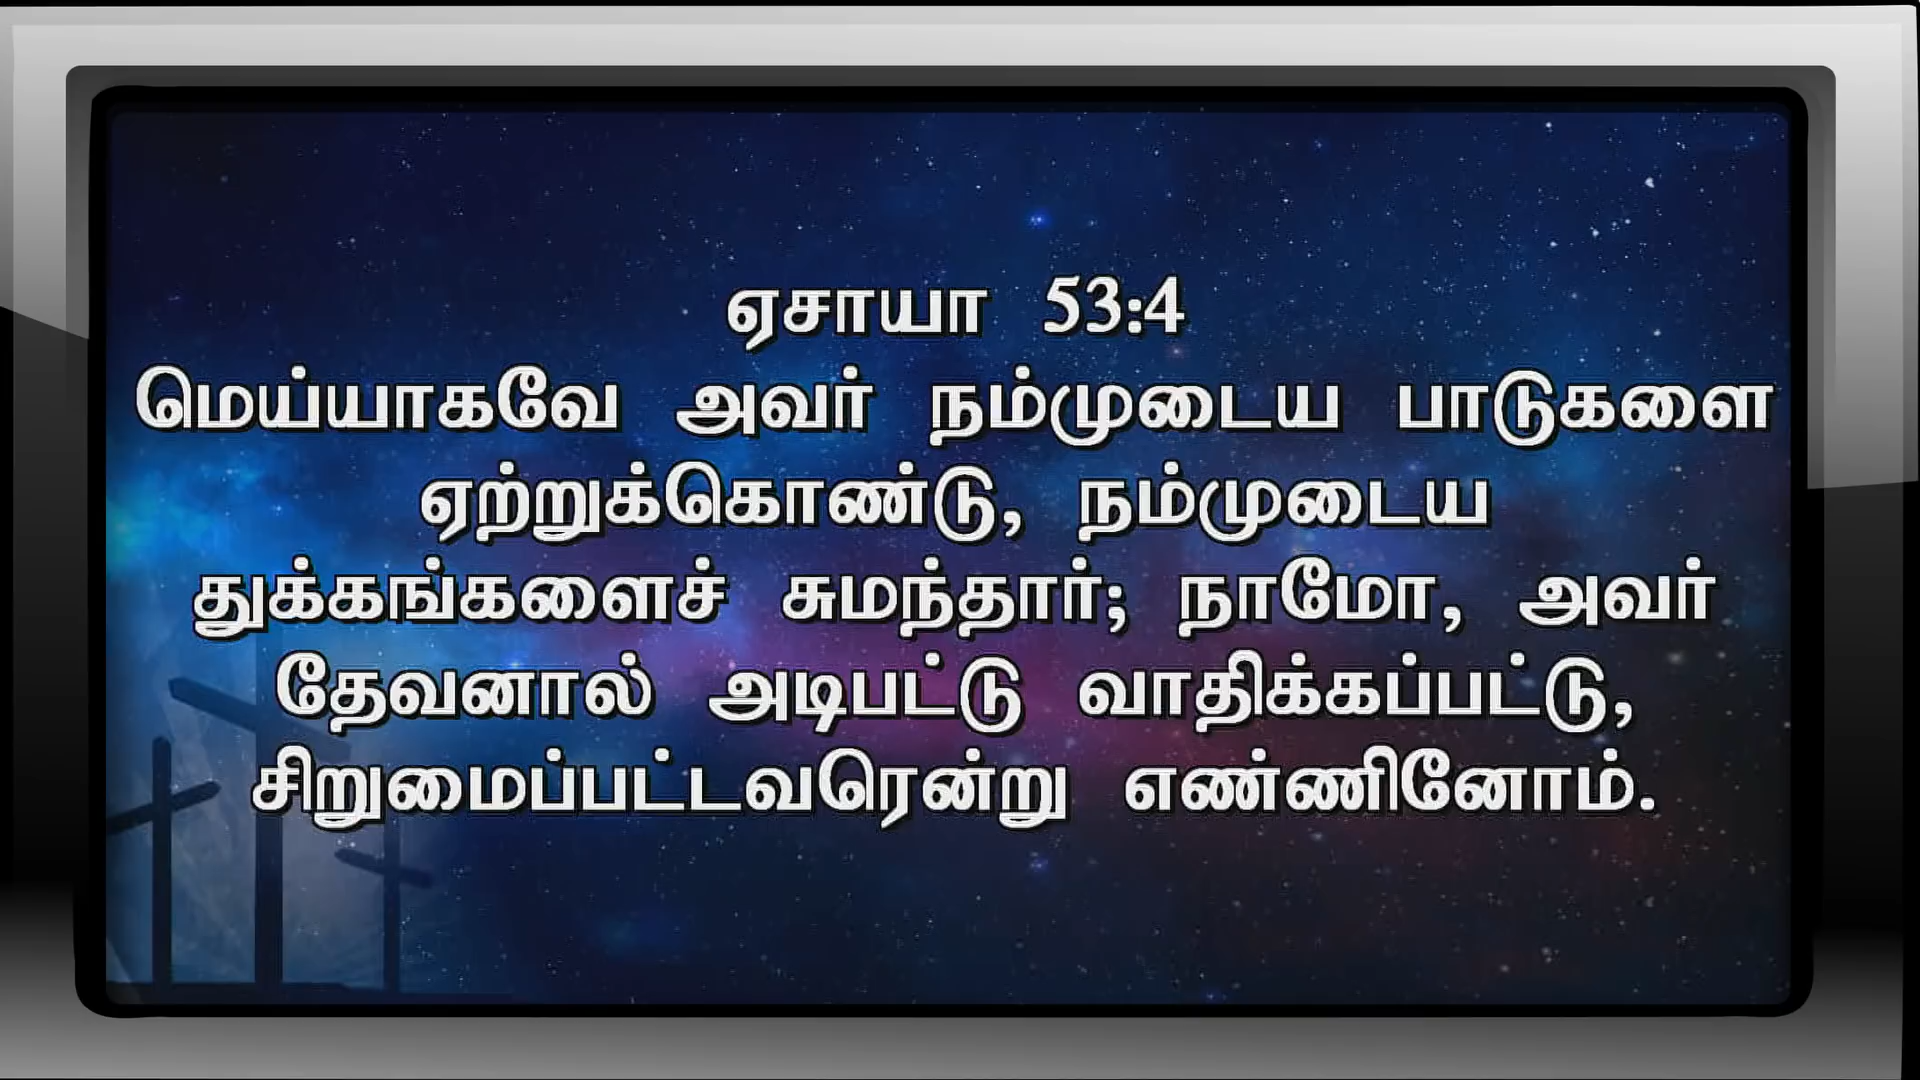 ஏசாயா 53:4
மெய்யாகவே அவர் நம்முடைய பாடுகளை
ஏற்றுக்கொண்டு, நம்முடைய
துக்கங்களைச் சுமந்தார்; நாமோ, அவர்
தேவனால் அடிபட்டு வாதிக்கப்பட்டு,
சிறுமைப்பட்டவரென்று எண்ணினோம்.